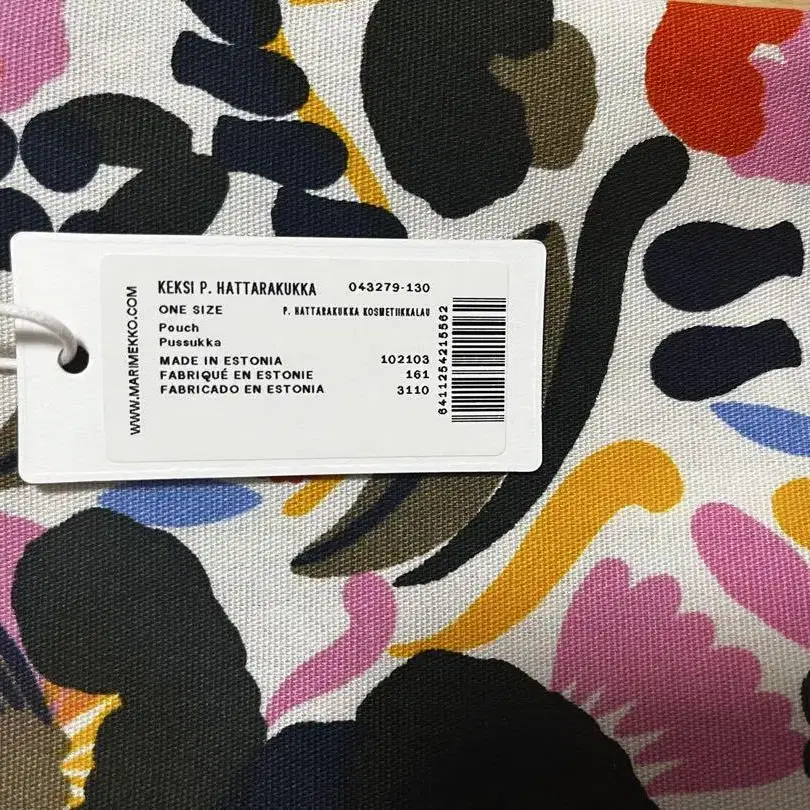 KEKSI P. HATTARAKUKKA 043279-130
ONE SIZE P. HATTARAKUKKA KOSMETIIKKALAU
Pouch
Pussukka
MADE IN ESTONIA 102103
FABRIQUÉ EN ESTONIE 161
FABRICADO EN ESTONIA 3110
WWW.MARIMEKKO.COM
6411254215562